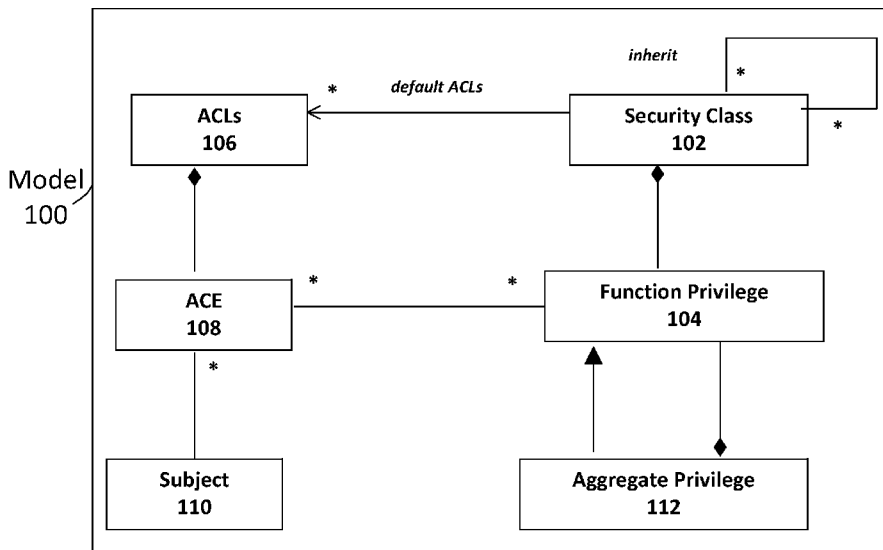 inherit
*
*
default ACLs
*
ACLs
106
Security Class
102
Model
100
ACE
108
*
*
*
Function Privilege
104
Subject
110
Aggregate Privilege
112